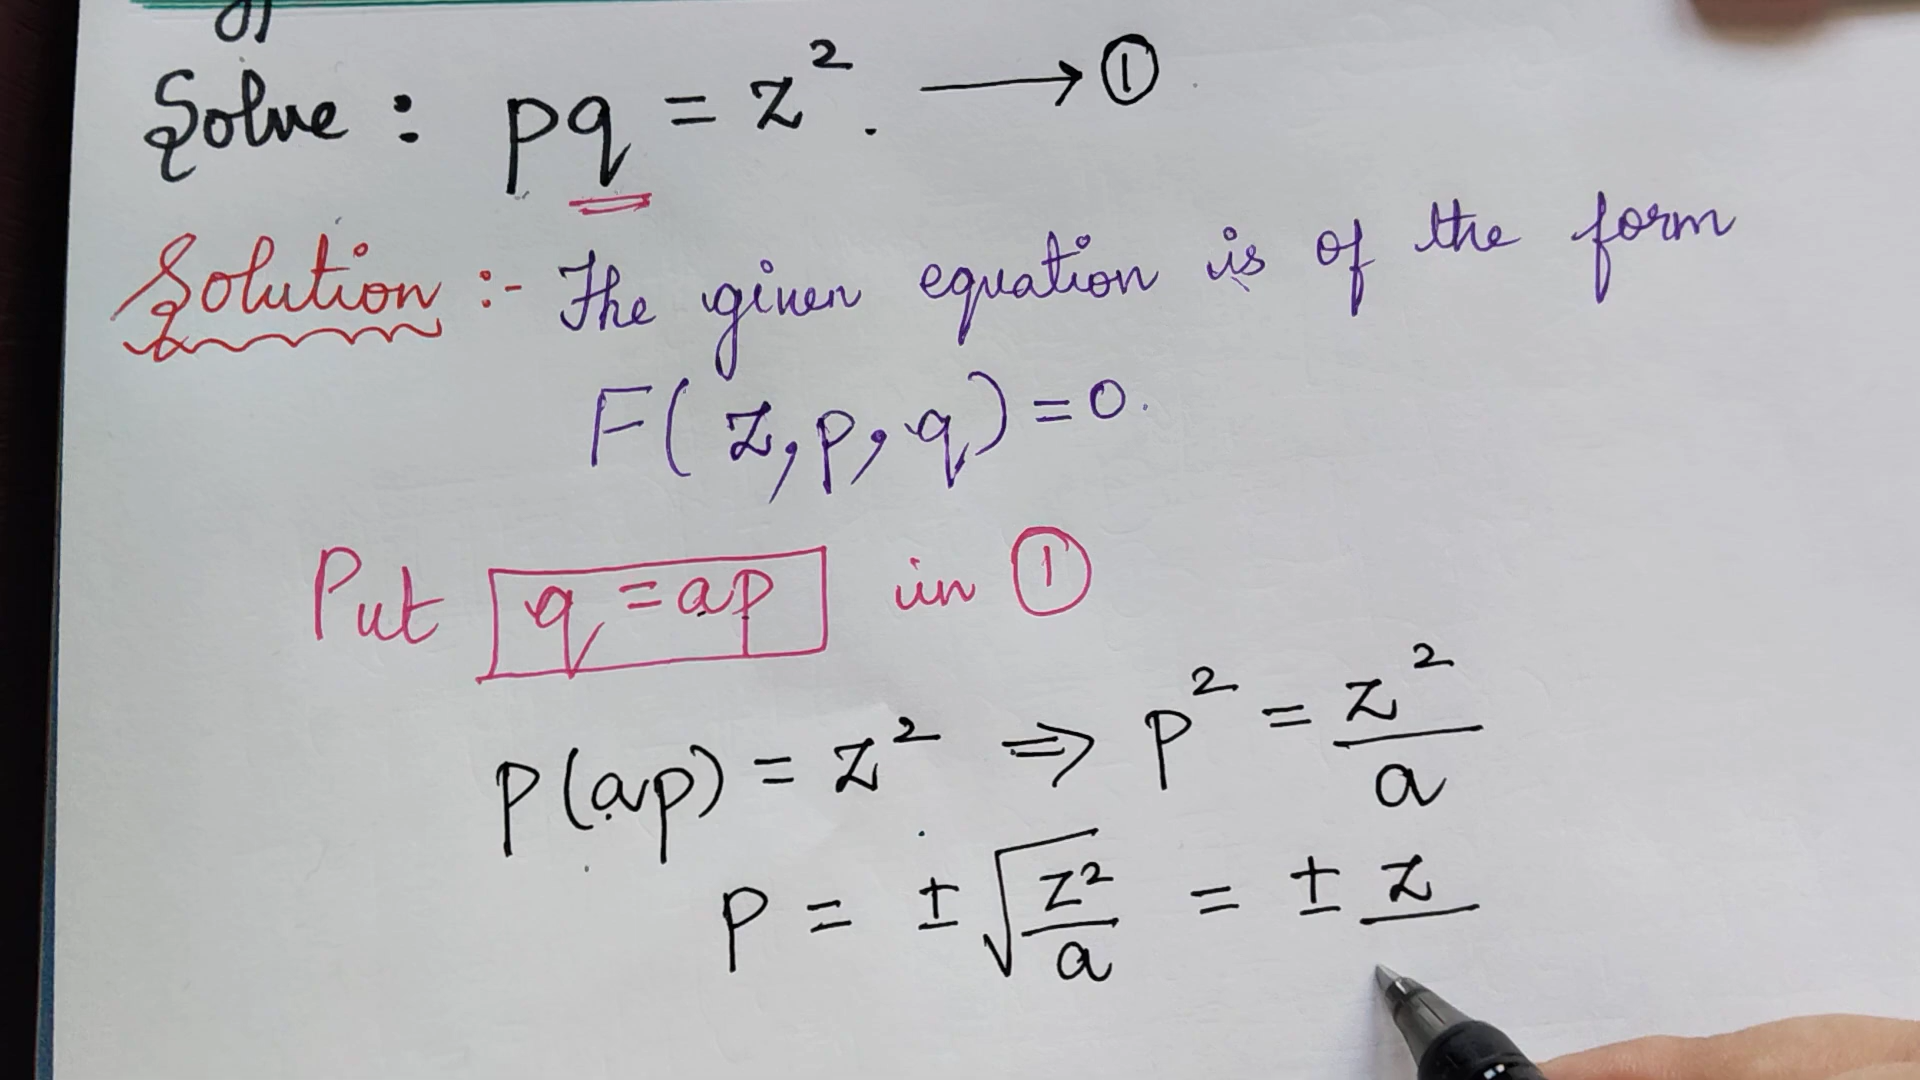 Solve : pq = z². ⟶ ①
Solution :- The given equation is of the form
F(z, p, q) = 0.
Put q = ap in ①
p(ap) = z² ⇒ p² = z²/a
p = ± √(z²/a) = ± z